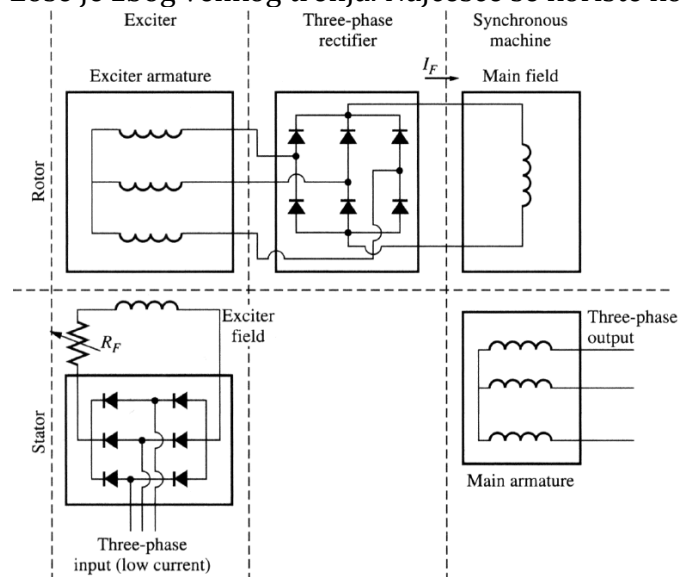 Exciter
Three-phase
rectifier
Synchronous
machine
Exciter armature
I_F
Main field
Rotor
Exciter
field
R_F
Three-phase
output
Stator
Main armature
Three-phase
input (low current)